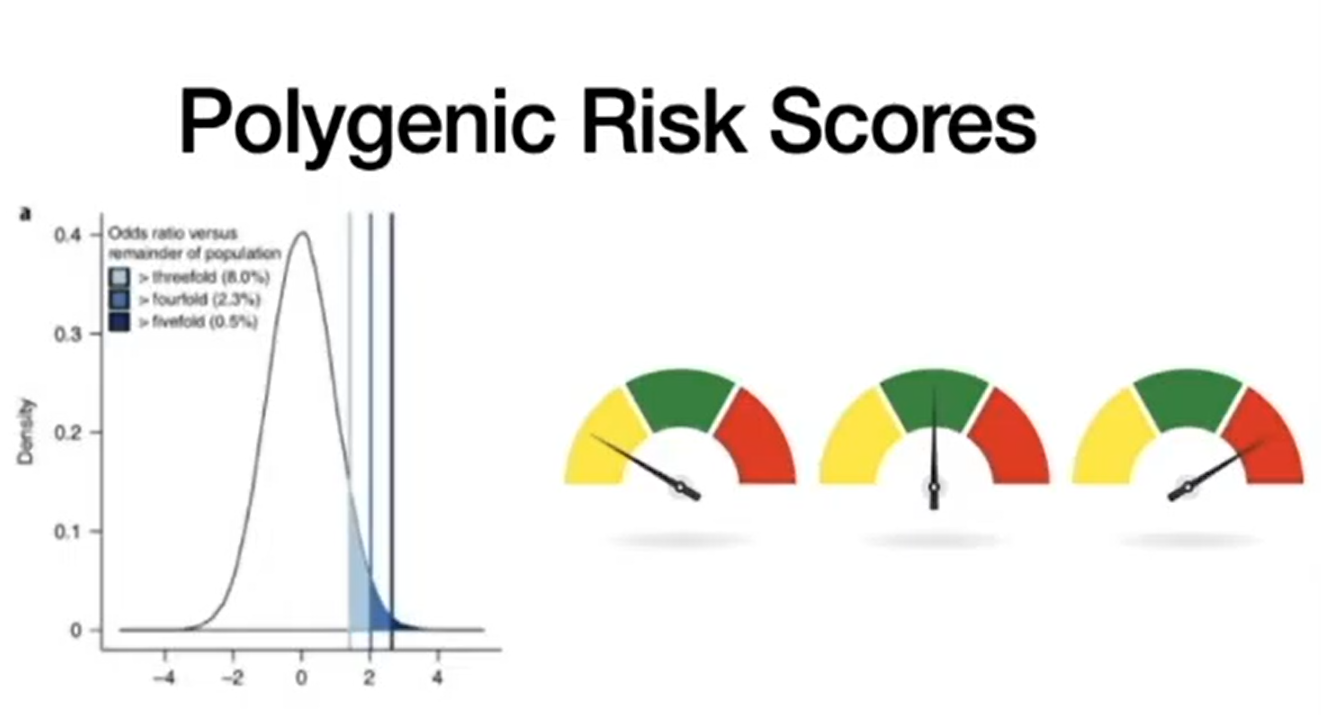 Polygenic Risk Scores
a
Odds ratio versus
remainder of population
> threefold (8.0%)
> fourfold (2.3%)
> fivefold (0.5%)
0.4
0.3
0.2
0.1
0
Density
−4 −2 0 2 4